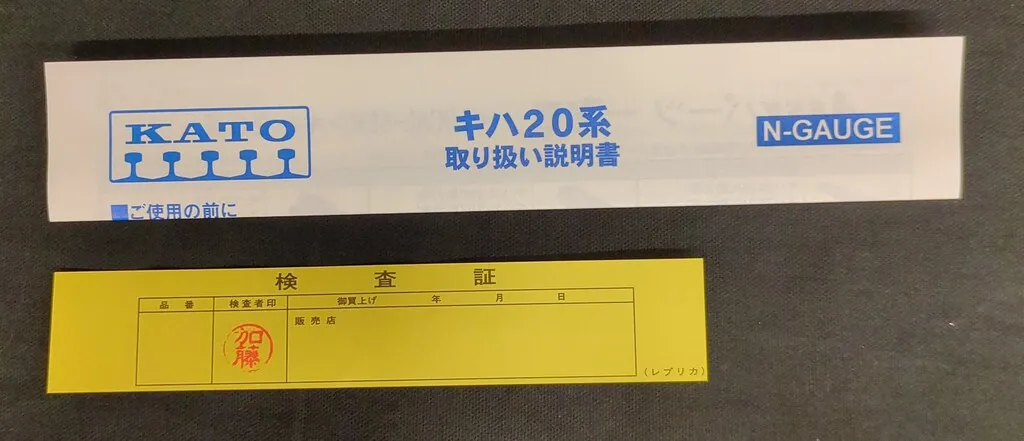 KATO
キハ20系
取り扱い説明書
N-GAUGE
■ご使用の前に
検査証
品番
検査者印
御買上げ 年 月 日
加藤
販売店
(レプリカ)